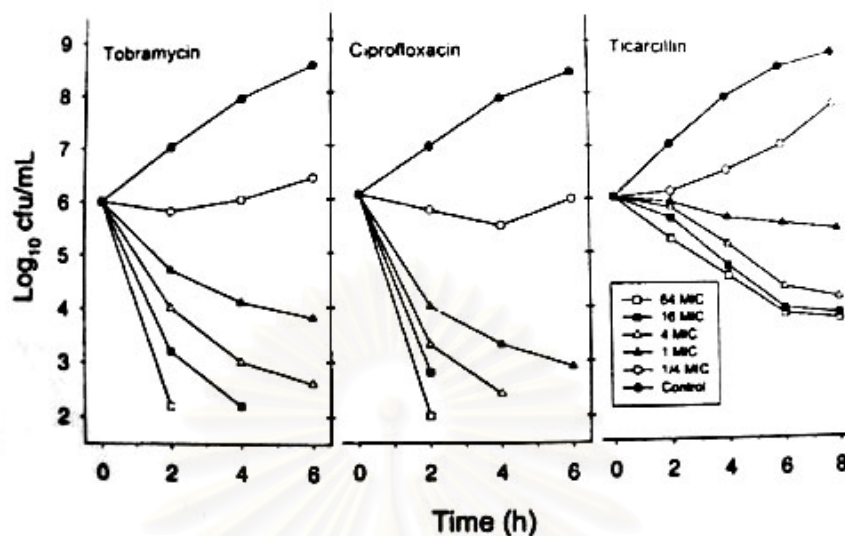 Tobramycin
Ciprofloxacin
Ticarcillin
Log10 cfu/mL
9
8
7
6
5
4
3
2
64 MIC
16 MIC
4 MIC
1 MIC
1/4 MIC
Control
0 2 4 6
0 2 4 6
0 2 4 6 8
Time (h)